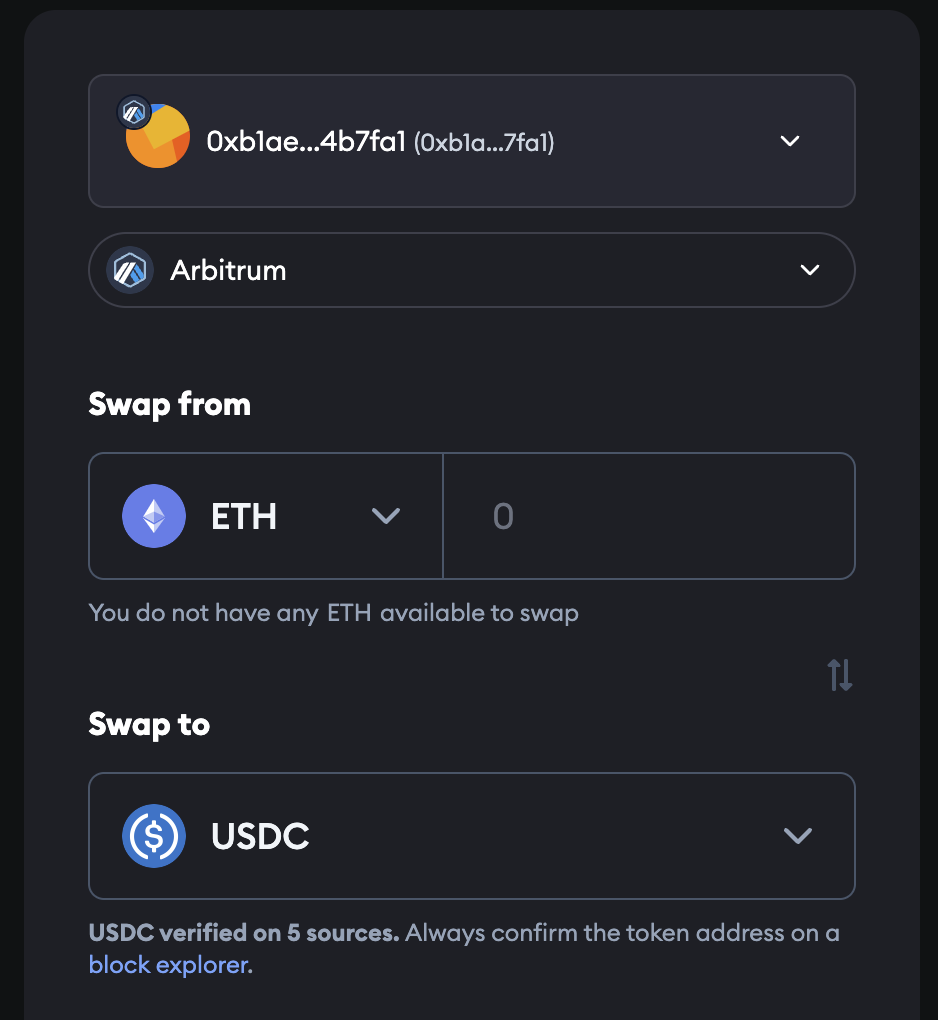 0xb1ae...4b7fa1 (0xb1a...7fa1)
Arbitrum
Swap from
ETH 0
You do not have any ETH available to swap
Swap to
USDC
USDC verified on 5 sources. Always confirm the token address on a
block explorer.